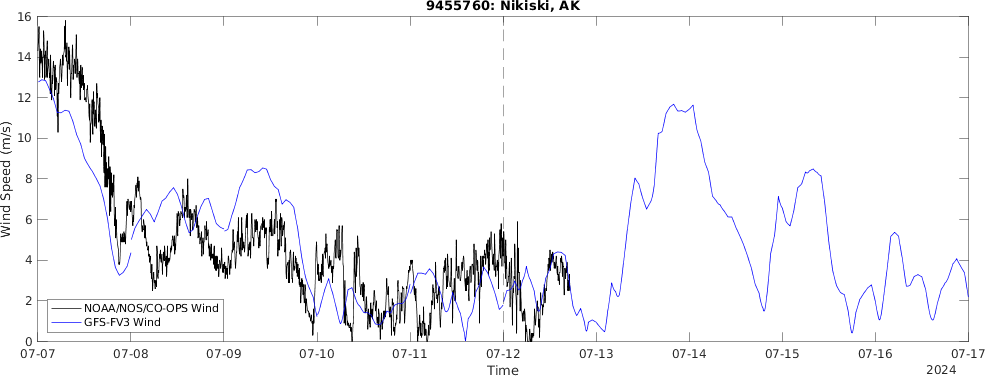 9455760: Nikiski, AK
Wind Speed (m/s)
16
14
12
10
8
6
4
2
0
NOAA/NOS/CO-OPS Wind
GFS-FV3 Wind
07-07 07-08 07-09 07-10 07-11 07-12 07-13 07-14 07-15 07-16 07-17
Time
2024